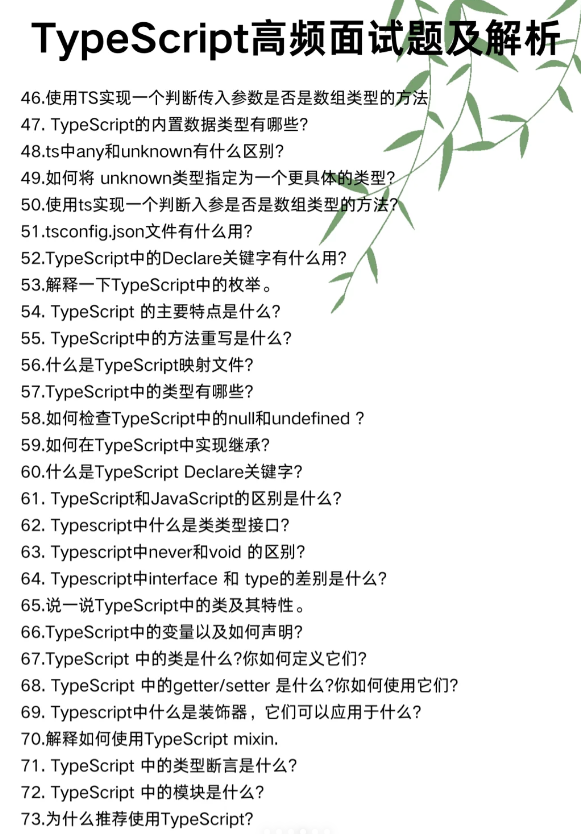 TypeScript高频面试题及解析
46.使用TS实现一个判断传入参数是否是数组类型的方法
47. TypeScript的内置数据类型有哪些?
48.ts中any和unknown有什么区别?
49.如何将 unknown类型指定为一个更具体的类型?
50.使用ts实现一个判断入参是否是数组类型的方法?
51.tsconfig.json文件有什么用?
52.TypeScript中的Declare关键字有什么用?
53.解释一下TypeScript中的枚举。
54. TypeScript 的主要特点是什么?
55. TypeScript中的方法重写是什么?
56.什么是TypeScript映射文件?
57.TypeScript中的类型有哪些?
58.如何检查TypeScript中的null和undefined ?
59.如何在TypeScript中实现继承?
60.什么是TypeScript Declare关键字?
61. TypeScript和JavaScript的区别是什么?
62. Typescript中什么是类类型接口?
63. Typescript中never和void 的区别?
64. Typescript中interface 和 type的差别是什么?
65.说一说TypeScript中的类及其特性。
66.TypeScript中的变量以及如何声明?
67.TypeScript 中的类是什么?你如何定义它们?
68. TypeScript 中的getter/setter 是什么?你如何使用它们?
69. Typescript中什么是装饰器，它们可以应用于什么?
70.解释如何使用TypeScript mixin.
71. TypeScript 中的类型断言是什么?
72. TypeScript 中的模块是什么?
73.为什么推荐使用TypeScript?